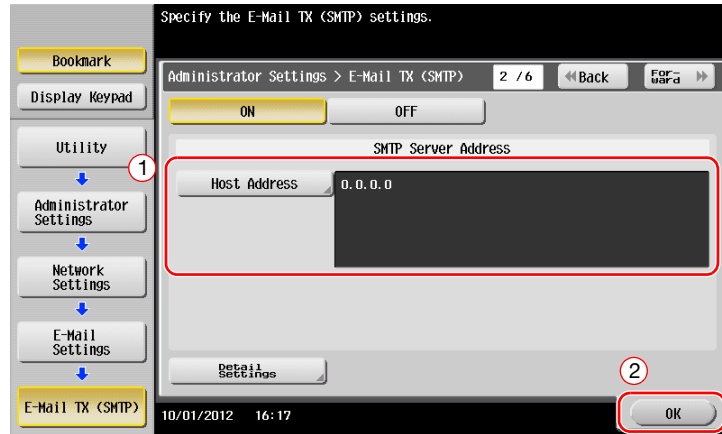 Specify the E-Mail TX (SMTP) settings.
Bookmark
Display Keypad
Utility
1
Administrator
Settings
Network
Settings
E-Mail
Settings
E-Mail TX (SMTP)
Administrator Settings > E-Mail TX (SMTP)
2 /6
Back
For-
ward
ON
OFF
SMTP Server Address
Host Address
0.0.0.0
Detail
Settings
2
10/01/2012 16:17
OK